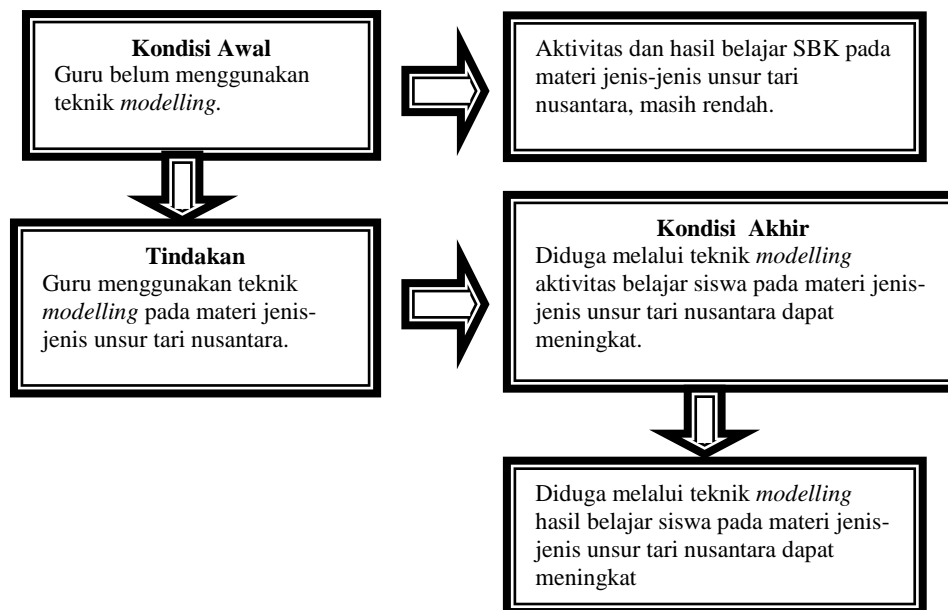 Kondisi Awal
Guru belum menggunakan
teknik modelling.
Aktivitas dan hasil belajar SBK pada
materi jenis-jenis unsur tari
nusantara, masih rendah.
Tindakan
Guru menggunakan teknik
modelling pada materi jenis-
jenis unsur tari nusantara.
Kondisi Akhir
Diduga melalui teknik modelling
aktivitas belajar siswa pada materi jenis-
jenis unsur tari nusantara dapat
meningkat.
Diduga melalui teknik modelling
hasil belajar siswa pada materi jenis-
jenis unsur tari nusantara dapat
meningkat